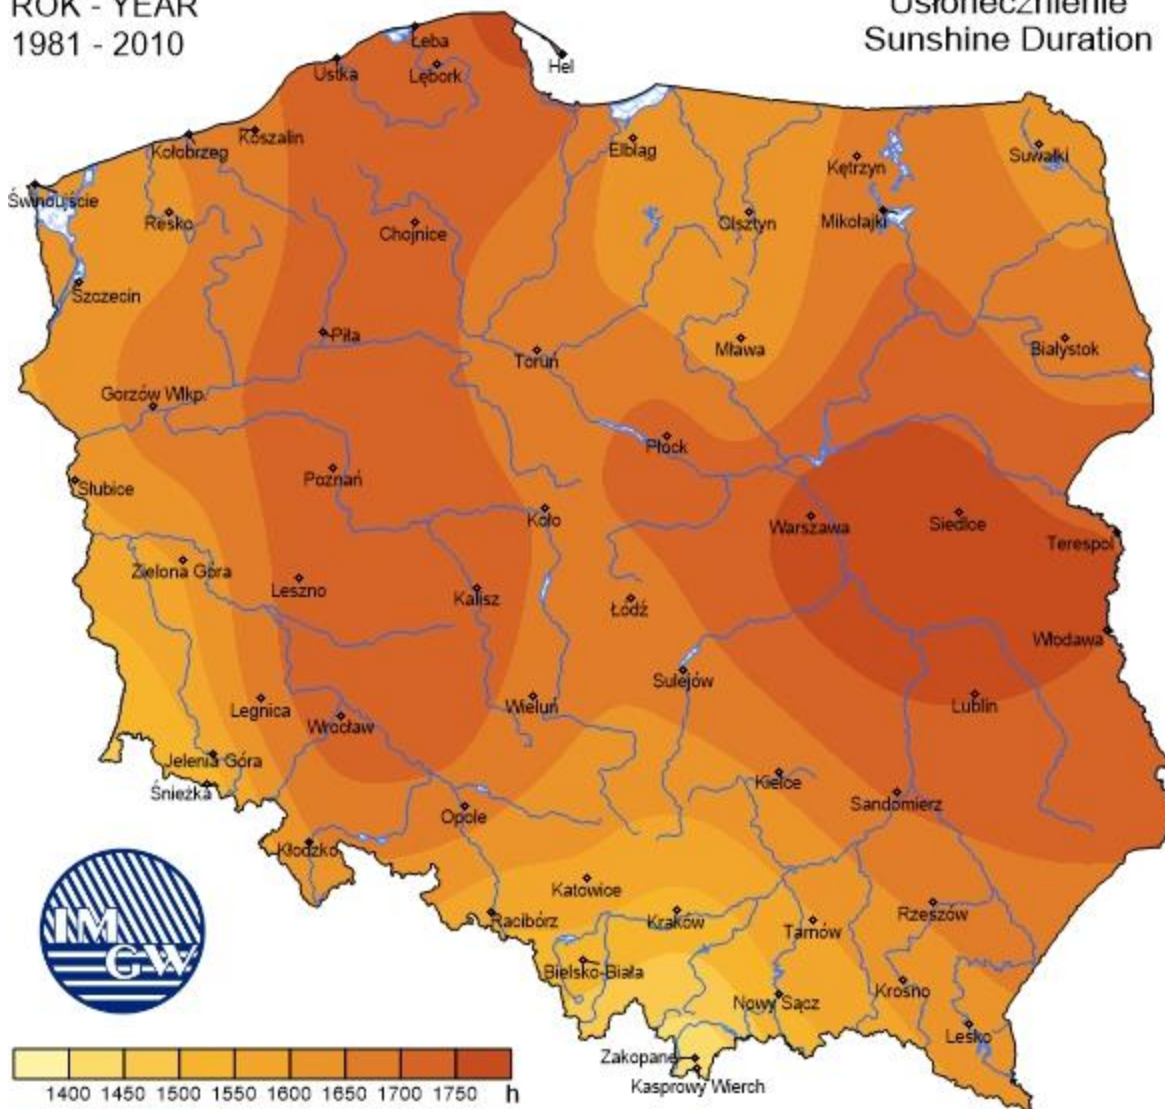 ROK - YEAR
1981 - 2010
Usłonecznienie
Sunshine Duration
Łeba
Hel
Ustka
Lębork
Koszalin
Kołobrzeg
Elbląg
Suwałki
Kętrzyn
Świnoujście
Resko
Chojnice
Olsztyn
Mikołajki
Szczecin
Piła
Toruń
Mława
Białystok
Gorzów Wlkp.
Płock
Poznań
Słubice
Koło
Warszawa
Siedlce
Terespol
Zielona Góra
Leszno
Kalisz
Łódź
Włodawa
Sulejów
Legnica
Wieluń
Lublin
Wrocław
Jelenia Góra
Śnieżka
Kielce
Sandomierz
Opole
Kłodzko
Katowice
Racibórz
Kraków
Tarnów
Rzeszów
IM
GW
Bielsko-Biała
Nowy Sącz
Krosno
Lesko
Zakopane
Kasprowy Wierch
1400 1450 1500 1550 1600 1650 1700 1750 h